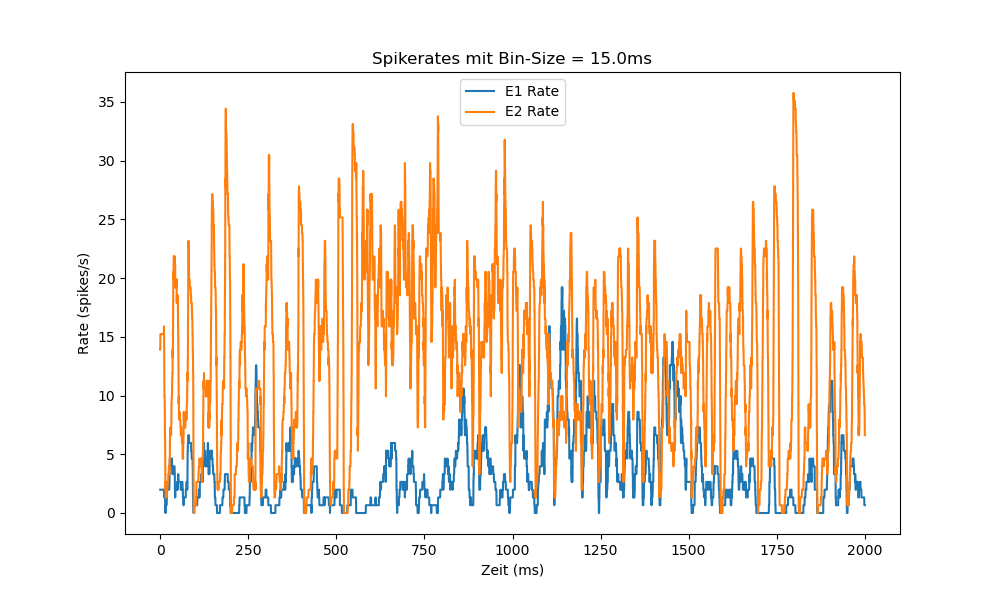 Spikerates mit Bin-Size = 15.0ms
E1 Rate
E2 Rate
Rate (spikes/s)
35
30
25
20
15
10
5
0
0 250 500 750 1000 1250 1500 1750 2000
Zeit (ms)